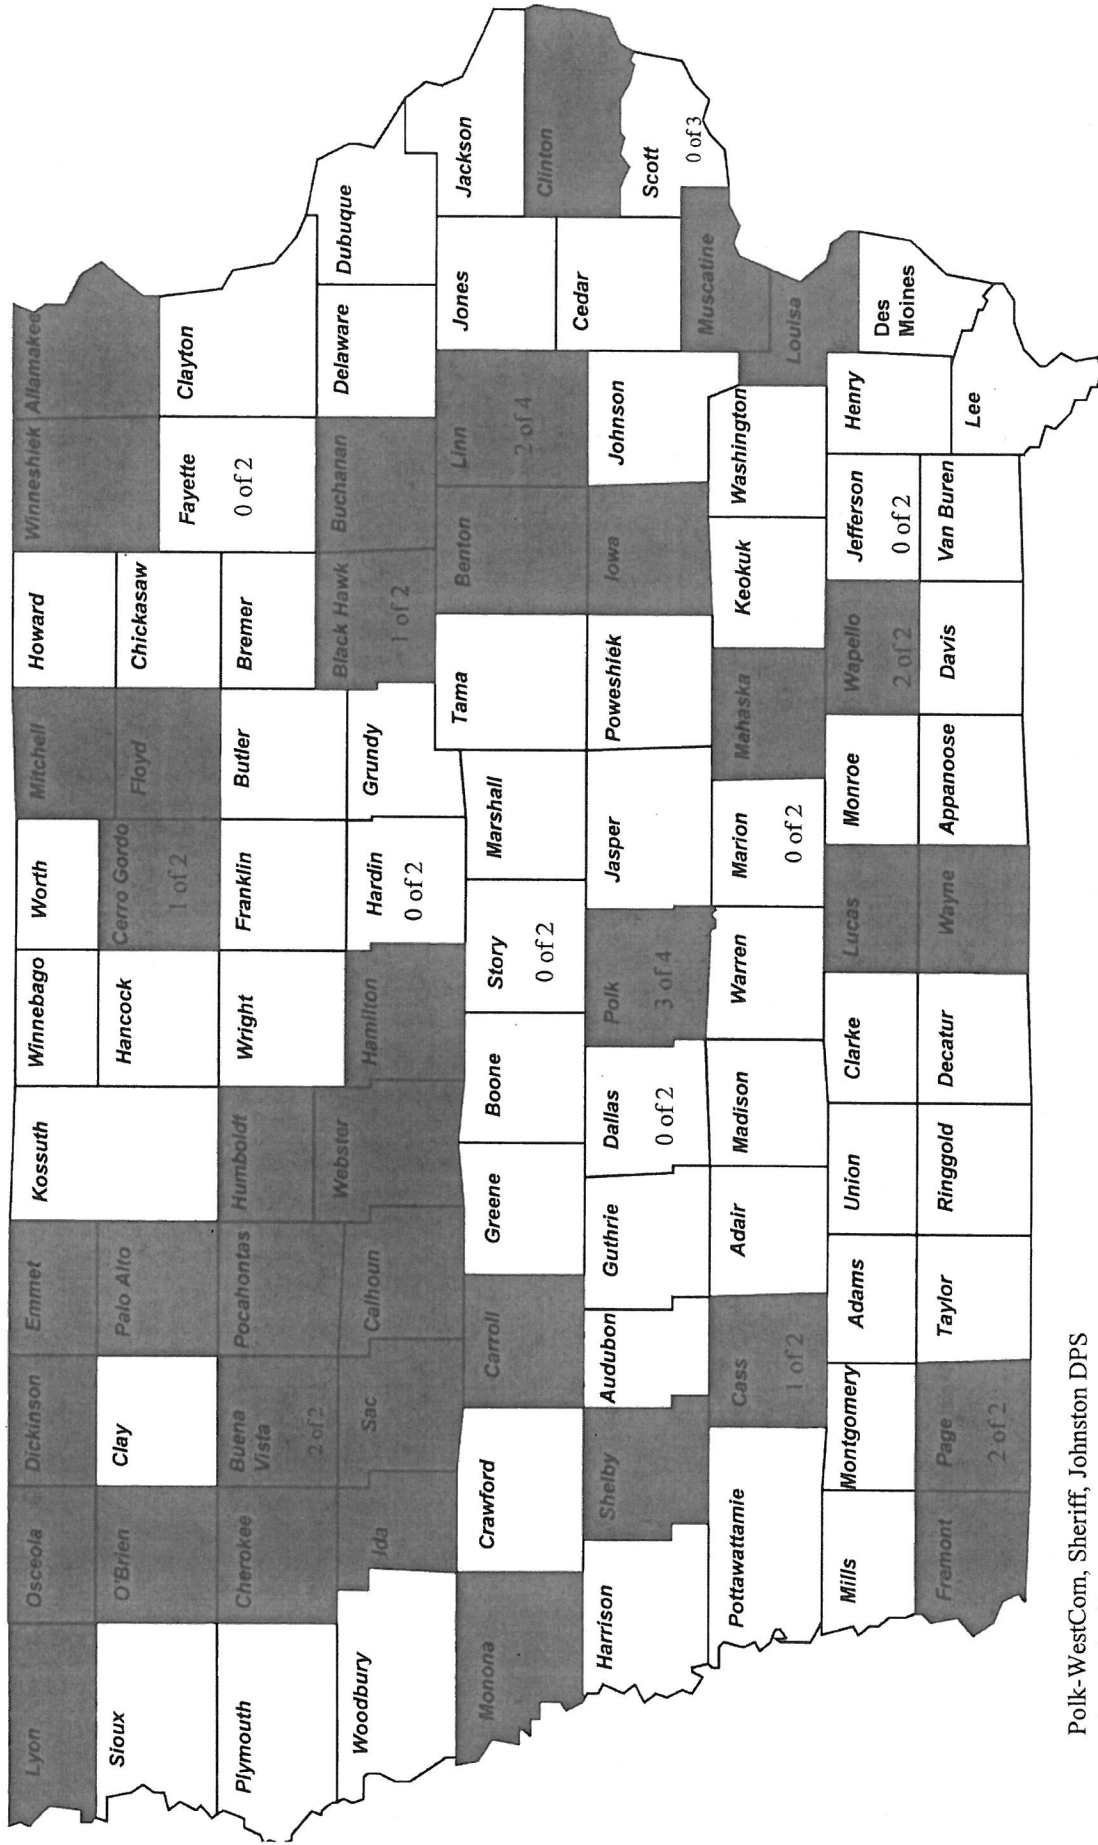 Lyon
Osceola
Dickinson
Emmet
Kossuth
Winnebago
Worth
Mitchell
Howard
Winneshiek
Allamakee
Sioux
O'Brien
Clay
Palo Alto
Hancock
Cerro Gordo
1 of 2
Floyd
Chickasaw
Fayette
0 of 2
Clayton
Plymouth
Cherokee
Buena
Vista
2 of 2
Pocahontas
Humboldt
Wright
Franklin
Butler
Bremer
Woodbury
Ida
Sac
Calhoun
Webster
Hamilton
Hardin
0 of 2
Grundy
Black Hawk
1 of 2
Buchanan
Delaware
Dubuque
Monona
Crawford
Carroll
Greene
Boone
Story
0 of 2
Marshall
Tama
Benton
Linn
2 of 4
Jones
Jackson
Clinton
Cedar
Scott
0 of 3
Harrison
Shelby
Audubon
Guthrie
Dallas
0 of 2
Polk
3 of 4
Jasper
Poweshiek
Iowa
Johnson
Muscatine
Pottawattamie
Cass
1 of 2
Adair
Madison
Warren
Marion
0 of 2
Mahaska
Keokuk
Washington
Louisa
Mills
Montgomery
Adams
Union
Clarke
Lucas
Monroe
Wapello
2 of 2
Jefferson
0 of 2
Henry
Des
Moines
Fremont
Page
2 of 2
Taylor
Ringgold
Decatur
Wayne
Appanoose
Davis
Van Buren
Lee
Polk-WestCom, Sheriff, Johnston DPS